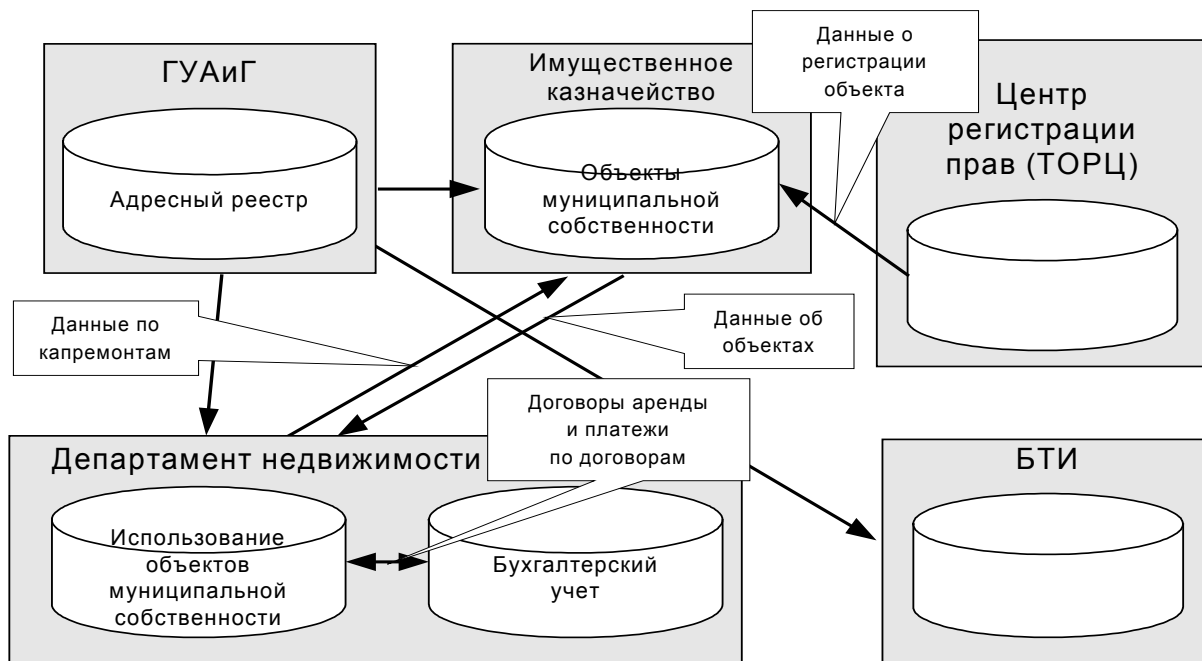 ГУАиГ
Адресный реестр
Имущественное
казначейство
Объекты
муниципальной
собственности
Данные о
регистрации
объекта
Центр
регистрации
прав (ТОРЦ)
Данные по
капремонтам
Данные об
объектах
Договоры аренды
и платежи
по договорам
Департамент недвижимости
Использование
объектов
муниципальной
собственности
Бухгалтерский
учет
БТИ